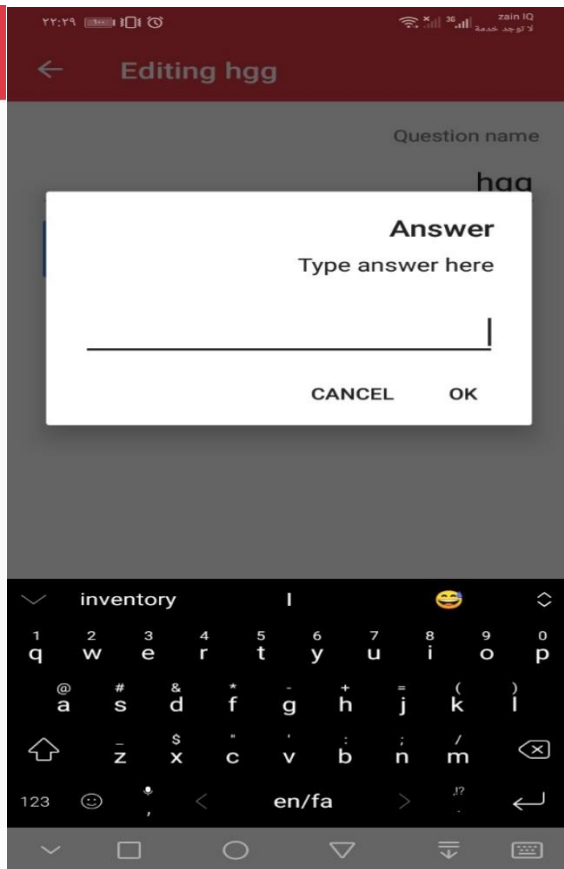 ٢٢:٢٩
zain IQ
لا توجد خدمة
3G
Editing hgg
Question name
hgg
Answer
Type answer here
CANCEL OK
inventory I 😅
1 2 3 4 5 6 7 8 9 0
q w e r t y u i o p
@ # & * - + = ( )
a s d f g h j k l
_ $ " ' : ; /
z x c v b n m
123 , < en/fa > ,!? .